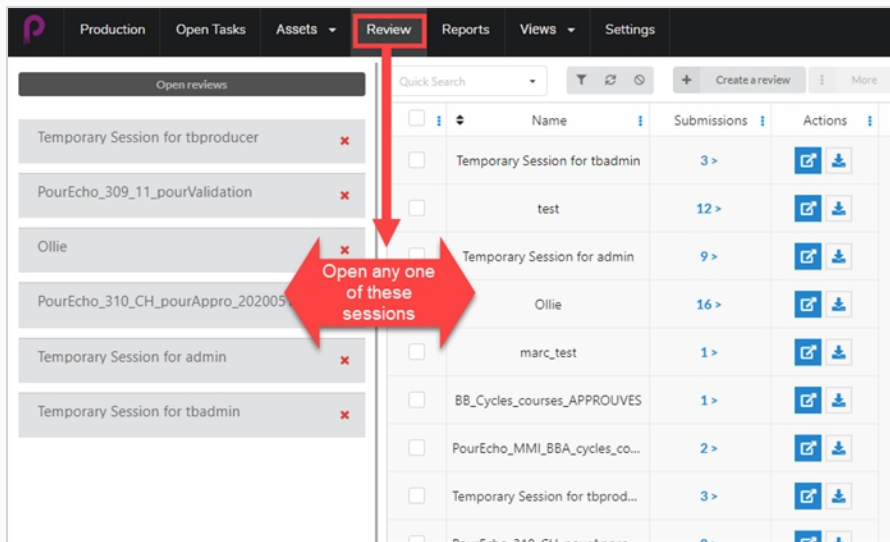 Production Open Tasks Assets Review Reports Views Settings
Open reviews
Temporary Session for tbproducer
PourEcho_309_11_pourValidation
Ollie
PourEcho_310_CH_pourAppro_202005
Temporary Session for admin
Temporary Session for tbadmin
Open any one
of these
sessions
Quick Search Create a review More
Name Submissions Actions
Temporary Session for tbadmin 3 >
test 12 >
Temporary Session for admin 9 >
Ollie 16 >
marc_test 1 >
BB_Cycles_courses_APPROUVES 1 >
PourEcho_MMI_BBA_cycles_co... 2 >
Temporary Session for tbprod... 3 >